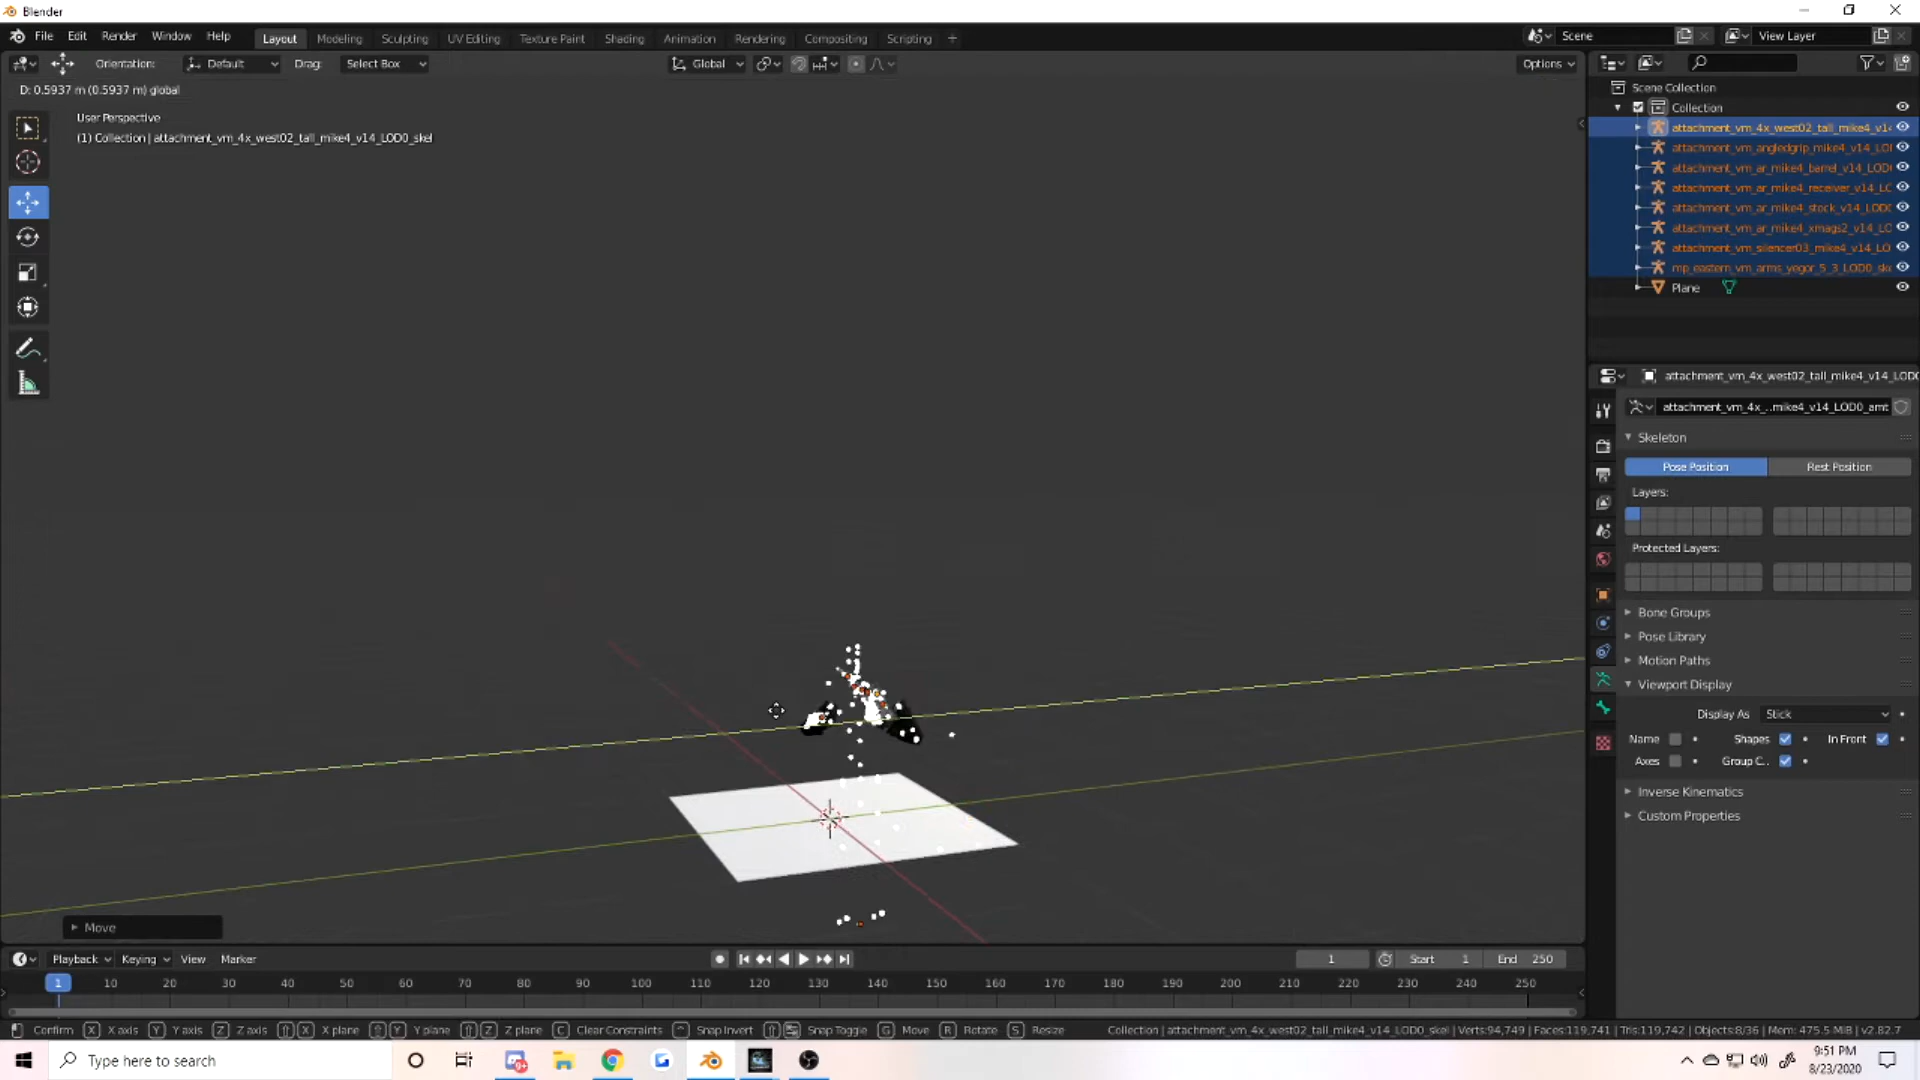 Blender
File Edit Render Window Help
Layout Modeling Sculpting UV Editing Texture Paint Shading Animation Rendering Compositing Scripting +
Scene View Layer
Orientation: Default Drag: Select Box Global Options
D: 0.5937 m (0.5937 m) global
User Perspective
(1) Collection | attachment_vm_4x_west02_tall_mike4_v14_LOD0_skel
Scene Collection
Collection
attachment_vm_4x_west02_tall_mike4_v14
attachment_vm_angledgrip_mike4_v14_LOI
attachment_vm_ar_mike4_barrel_v14_LOD
attachment_vm_ar_mike4_receiver_v14_LC
attachment_vm_ar_mike4_stock_v14_LOD
attachment_vm_ar_mike4_xmags2_v14_LO
attachment_vm_silencer03_mike4_v14_LO
mp_eastern_vm_arms_yegor_5_3_LOD0_ske
Plane
attachment_vm_4x_west02_tall_mike4_v14_LOD0
attachment_vm_4x_...mike4_v14_LOD0_amt
Skeleton
Pose Position Rest Position
Layers:
Protected Layers:
Bone Groups
Pose Library
Motion Paths
Viewport Display
Display As Stick
Name Shapes In Front
Axes Group C..
Inverse Kinematics
Custom Properties
Move
Playback Keying View Marker 1 Start 1 End 250
1 10 20 30 40 50 60 70 80 90 100 110 120 130 140 150 160 170 180 190 200 210 220 230 240 250
Confirm X X axis Y Y axis Z Z axis X X plane Y Y plane Z Z plane C Clear Constraints Snap Invert Snap Toggle G Move R Rotate S Resize Collection | attachment_vm_4x_west02_tall_mike4_v14_LOD0_skel | Verts:94,749 | Faces:119,741 | Tris:119,742 | Objects:8/36 | Mem: 475.5 MiB | v2.82.7
Type here to search
9:51 PM
8/23/2020